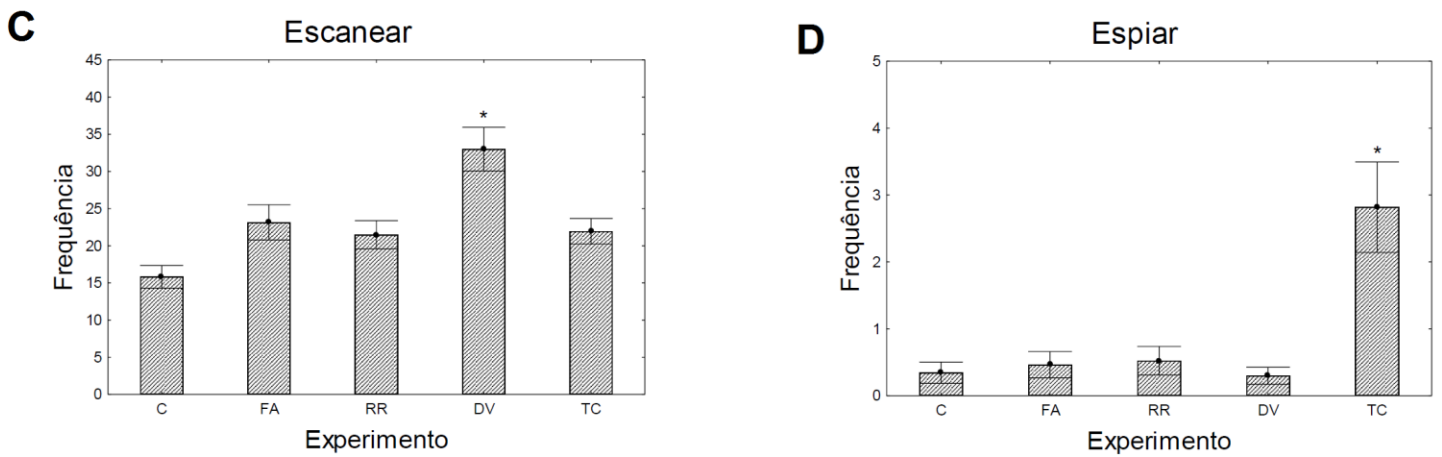 C
Escanear
45
40
35
30
25
20
15
10
5
0
Frequência
*
C FA RR DV TC
Experimento
D
Espiar
5
4
3
2
1
0
Frequência
*
C FA RR DV TC
Experimento